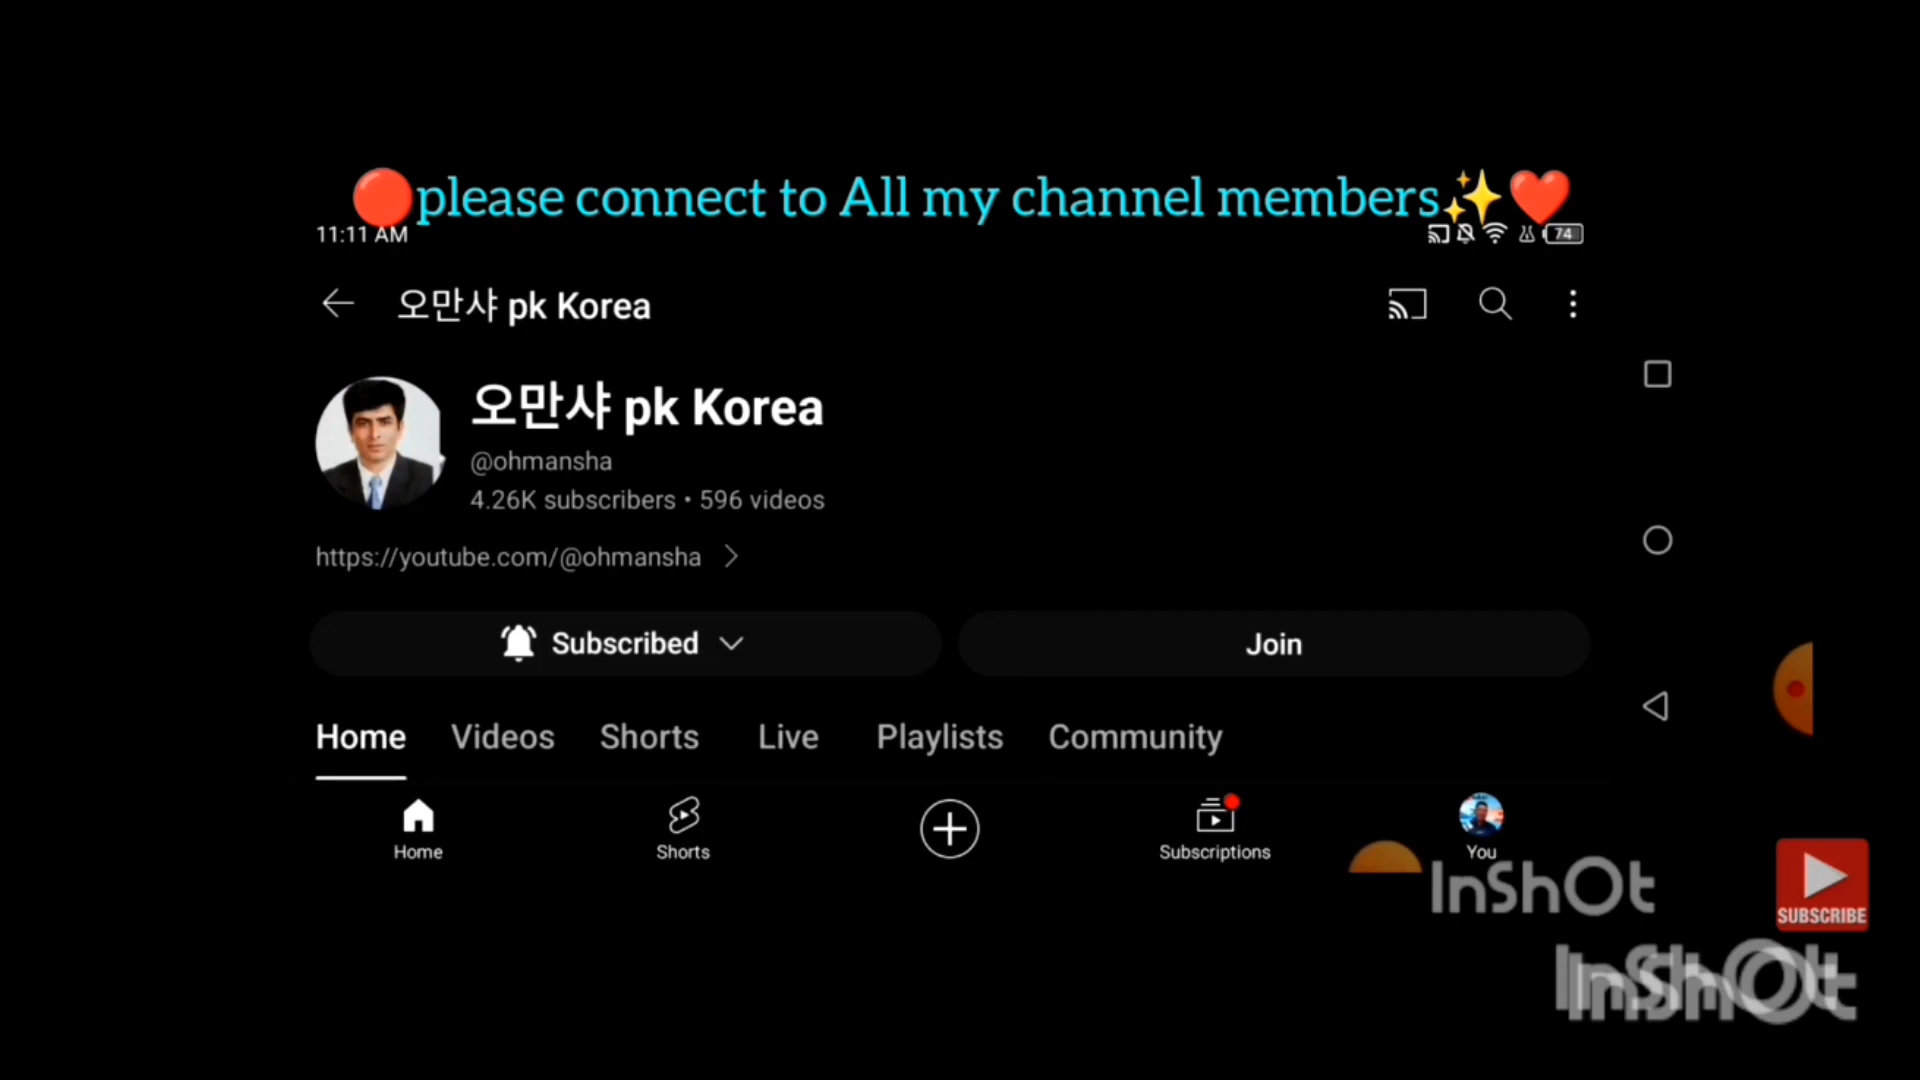 🔴please connect to All my channel members✨❤️
11:11 AM
74
오만샤 pk Korea
오만샤 pk Korea
@ohmansha
4.26K subscribers • 596 videos
https://youtube.com/@ohmansha
Subscribed
Join
Home Videos Shorts Live Playlists Community
Home Shorts Subscriptions You
InShOt
SUBSCRIBE
InShOt